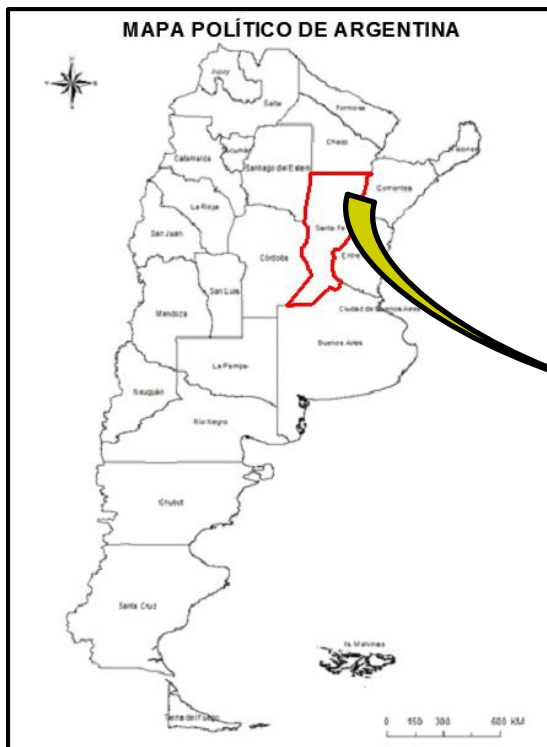 MAPA POLÍTICO DE ARGENTINA
Jujuy
Salta
Formosa
Chaco
Misiones
Catamarca
Tucumán
Santiago del Estero
Corrientes
La Rioja
Santa Fe
San Juan
Córdoba
Entre
San Luis
Mendoza
Ciudad de Buenos Aires
Buenos Aires
La Pampa
Neuquén
Río Negro
Chubut
Santa Cruz
Is. Malvinas
Tierra del Fuego
0 150 300 600 KM